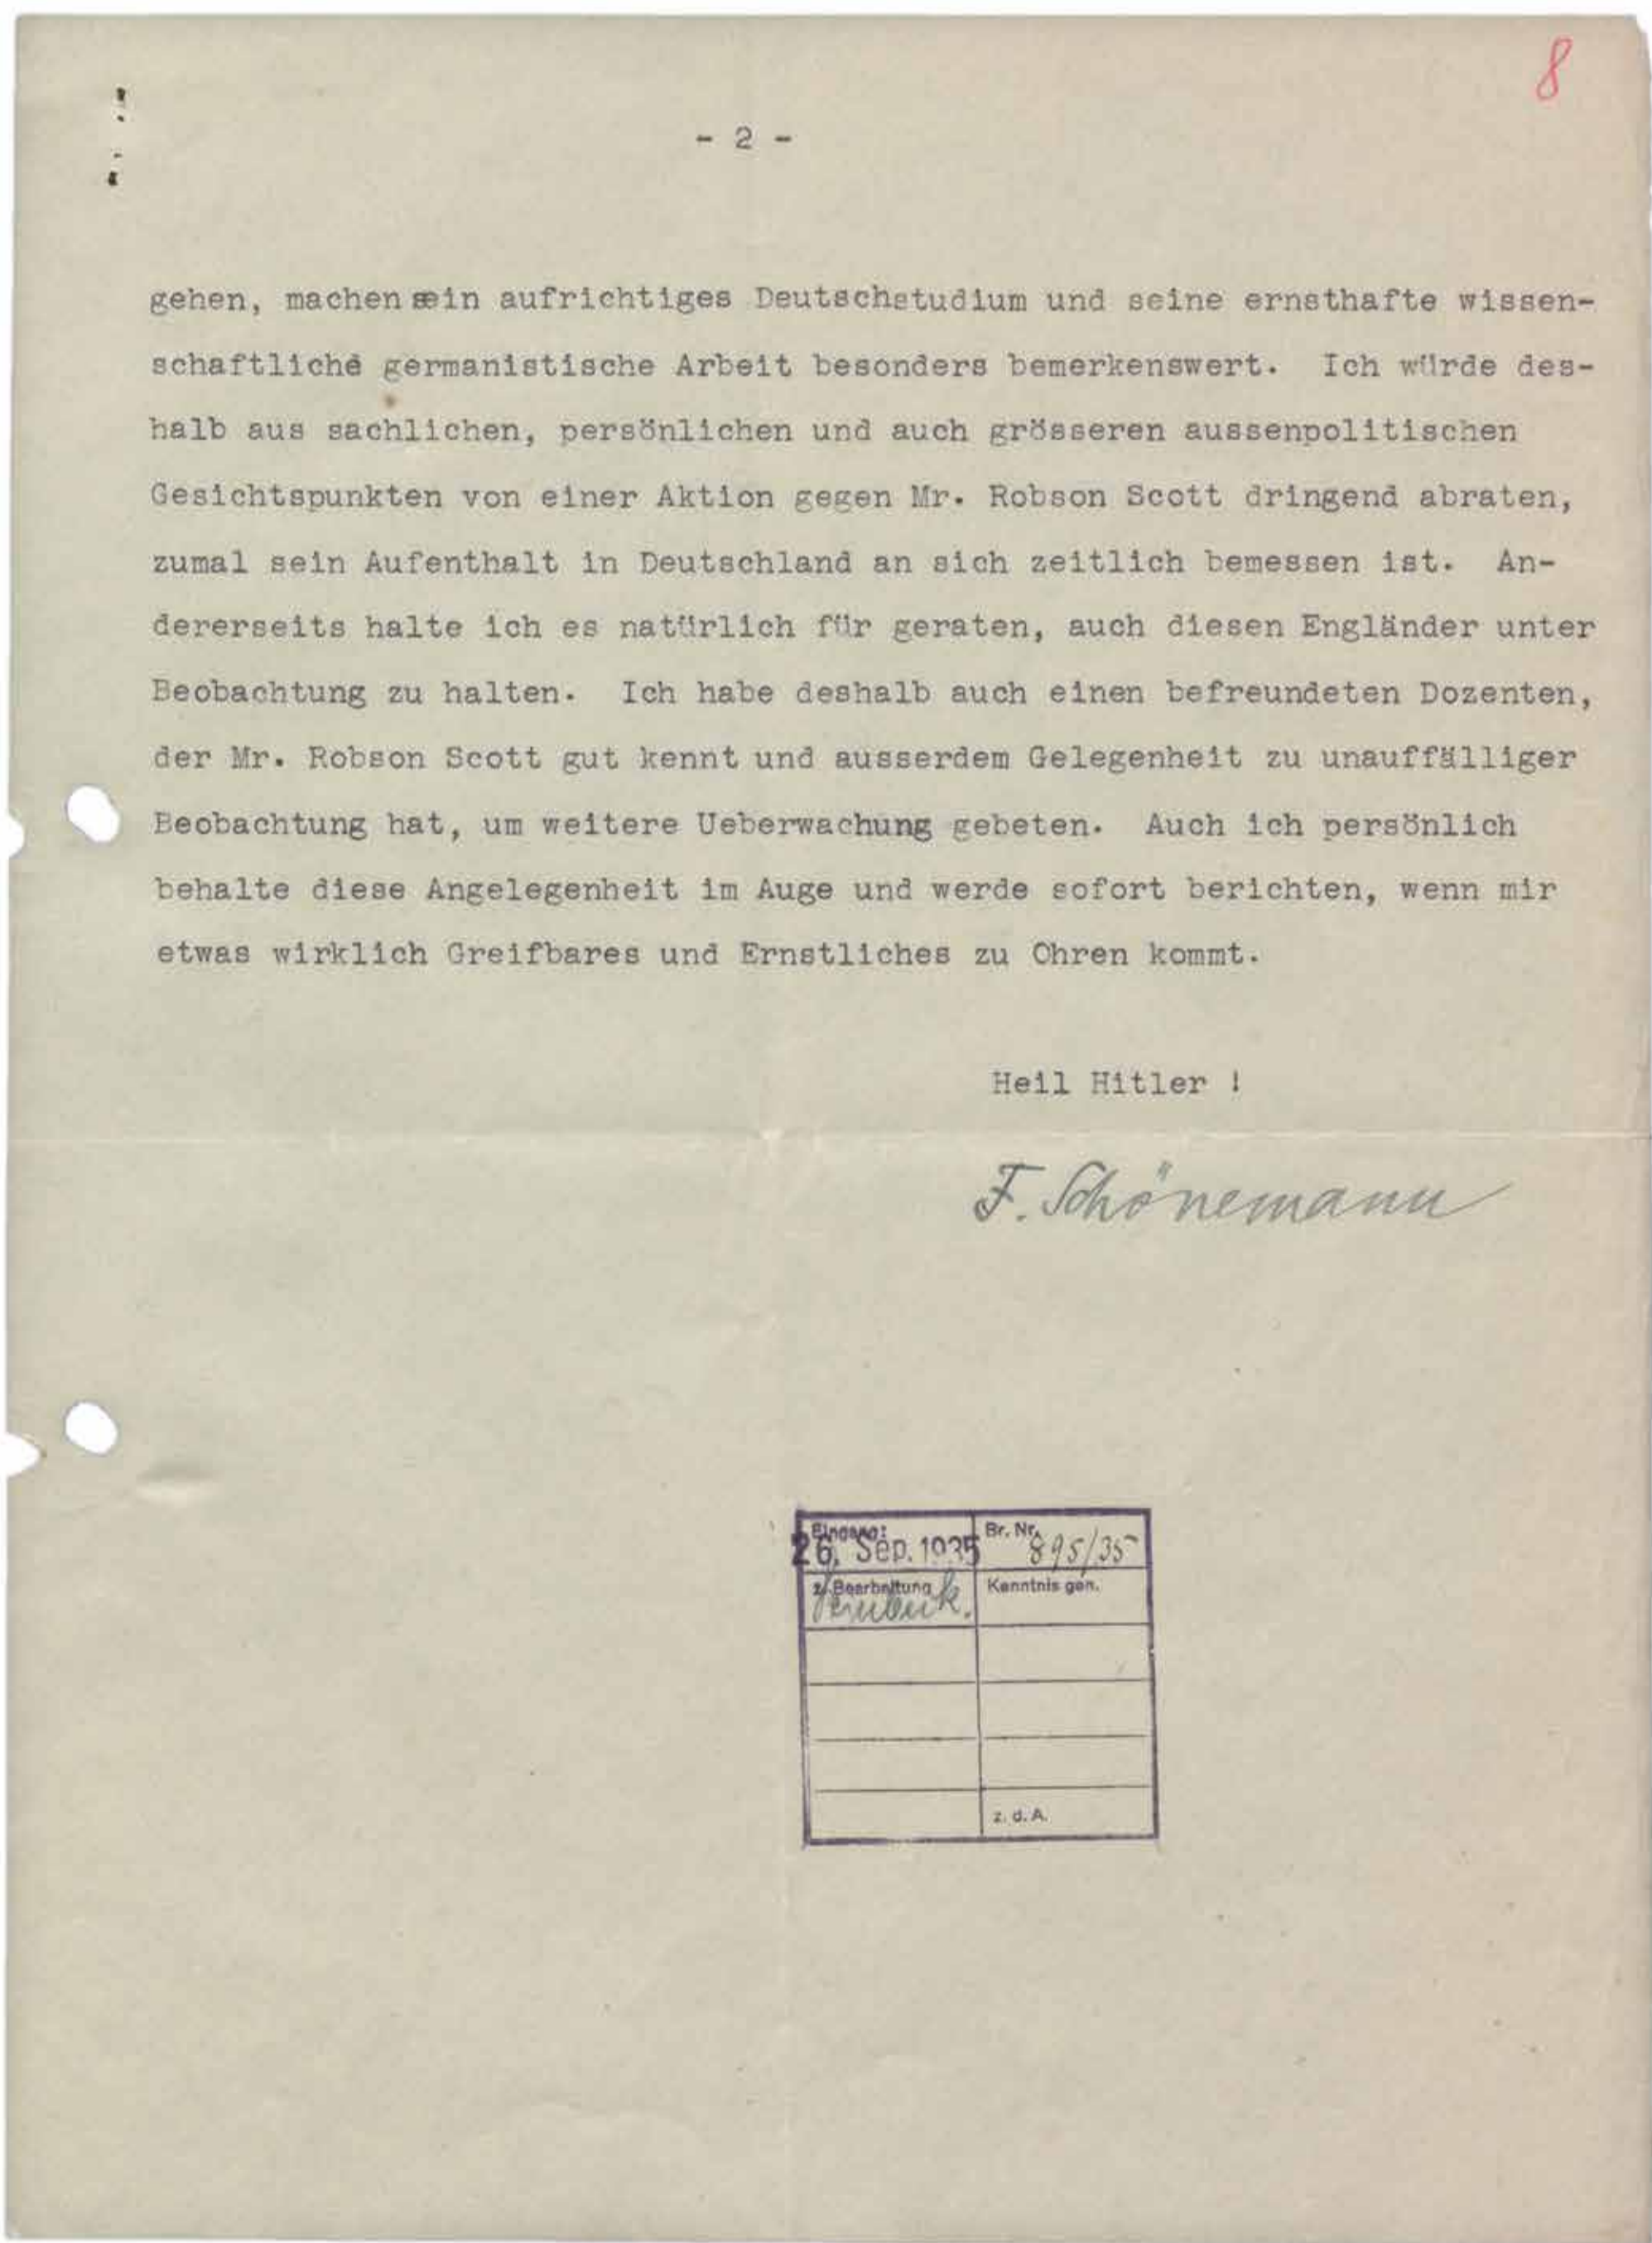 8
- 2 -
gehen, machen sein aufrichtiges Deutschstudium und seine ernsthafte wissen-
schaftliche germanistische Arbeit besonders bemerkenswert. Ich würde des-
halb aus sachlichen, persönlichen und auch grösseren aussenpolitischen
Gesichtspunkten von einer Aktion gegen Mr. Robson Scott dringend abraten,
zumal sein Aufenthalt in Deutschland an sich zeitlich bemessen ist. An-
dererseits halte ich es natürlich für geraten, auch diesen Engländer unter
Beobachtung zu halten. Ich habe deshalb auch einen befreundeten Dozenten,
der Mr. Robson Scott gut kennt und ausserdem Gelegenheit zu unauffälliger
Beobachtung hat, um weitere Ueberwachung gebeten. Auch ich persönlich
behalte diese Angelegenheit im Auge und werde sofort berichten, wenn mir
etwas wirklich Greifbares und Ernstliches zu Ohren kommt.
Heil Hitler !
F. Schönemann
Eingang: Br. Nr.
26. Sep. 1935 895/35
z. Bearbeitung Kenntnis gen.
z. d. A.